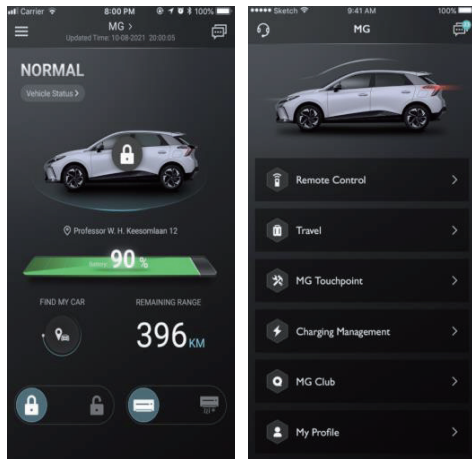 Carrier 8:00 PM 100%
MG >
Updated Time: 10-08-2021 20:00:05
NORMAL
Vehicle Status >
Professor W. H. Keesomlaan 12
Battery 90 %
FIND MY CAR
REMAINING RANGE
396 KM
Sketch 9:41 AM 100%
MG
Remote Control
Travel
MG Touchpoint
Charging Management
MG Club
My Profile